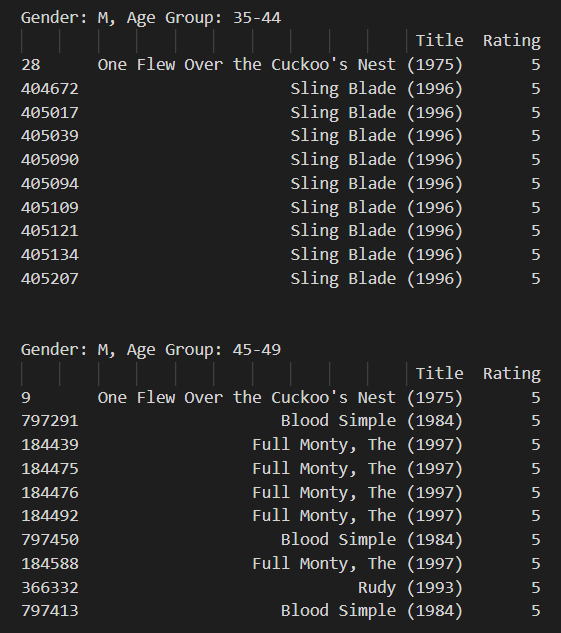 Gender: M, Age Group: 35-44
Title Rating
28 One Flew Over the Cuckoo's Nest (1975) 5
404672 Sling Blade (1996) 5
405017 Sling Blade (1996) 5
405039 Sling Blade (1996) 5
405090 Sling Blade (1996) 5
405094 Sling Blade (1996) 5
405109 Sling Blade (1996) 5
405121 Sling Blade (1996) 5
405134 Sling Blade (1996) 5
405207 Sling Blade (1996) 5
Gender: M, Age Group: 45-49
Title Rating
9 One Flew Over the Cuckoo's Nest (1975) 5
797291 Blood Simple (1984) 5
184439 Full Monty, The (1997) 5
184475 Full Monty, The (1997) 5
184476 Full Monty, The (1997) 5
184492 Full Monty, The (1997) 5
797450 Blood Simple (1984) 5
184588 Full Monty, The (1997) 5
366332 Rudy (1993) 5
797413 Blood Simple (1984) 5